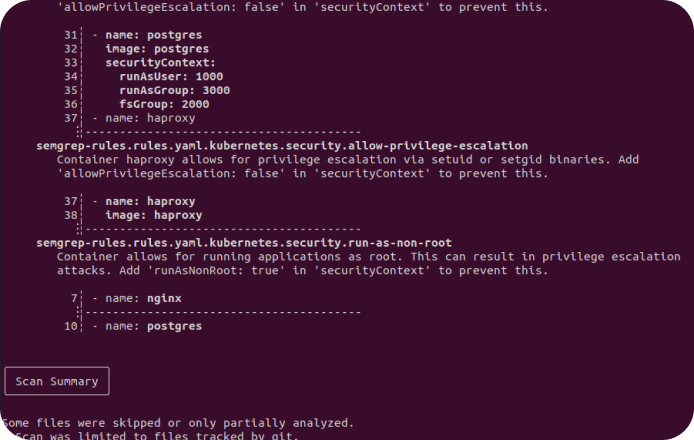 'allowPrivilegeEscalation: false' in 'securityContext' to prevent this.
31┆ - name: postgres
32┆   image: postgres
33┆   securityContext:
34┆     runAsUser: 1000
35┆     runAsGroup: 3000
36┆     fsGroup: 2000
37┆ - name: haproxy
⋮┆----------------------------------------
semgrep-rules.rules.yaml.kubernetes.security.allow-privilege-escalation
Container haproxy allows for privilege escalation via setuid or setgid binaries. Add
'allowPrivilegeEscalation: false' in 'securityContext' to prevent this.
37┆ - name: haproxy
38┆   image: haproxy
⋮┆----------------------------------------
semgrep-rules.rules.yaml.kubernetes.security.run-as-non-root
Container allows for running applications as root. This can result in privilege escalation
attacks. Add 'runAsNonRoot: true' in 'securityContext' to prevent this.
7┆ - name: nginx
⋮┆----------------------------------------
10┆ - name: postgres
Scan Summary
Some files were skipped or only partially analyzed.
Scan was limited to files tracked by git.